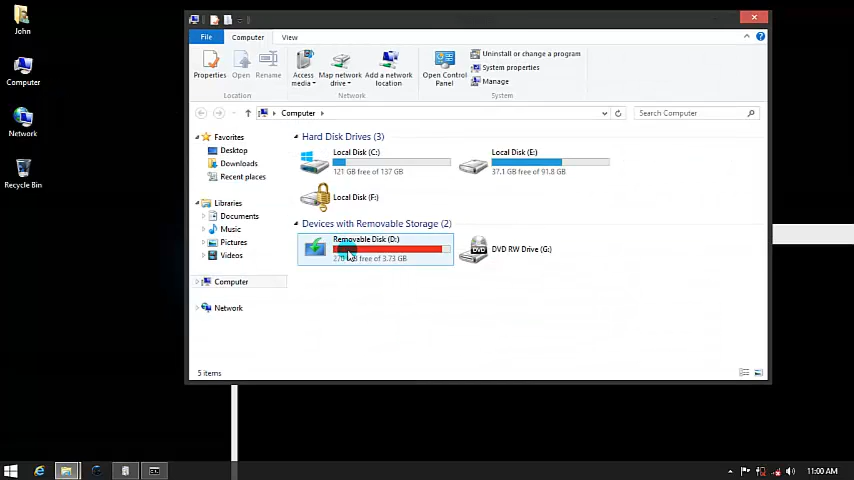 John
Computer
Network
Recycle Bin
File
Computer
View
Properties
Open
Rename
Location
Access media
Map network drive
Add a network location
Network
Open Control Panel
Uninstall or change a program
System properties
Manage
System
Computer
Search Computer
Favorites
Desktop
Downloads
Recent places
Libraries
Documents
Music
Pictures
Videos
Computer
Network
Hard Disk Drives (3)
Local Disk (C:)
121 GB free of 137 GB
Local Disk (E:)
37.1 GB free of 91.8 GB
Local Disk (F:)
Devices with Removable Storage (2)
Removable Disk (D:)
free of 3.73 GB
DVD
DVD RW Drive (G:)
5 items
11:00 AM